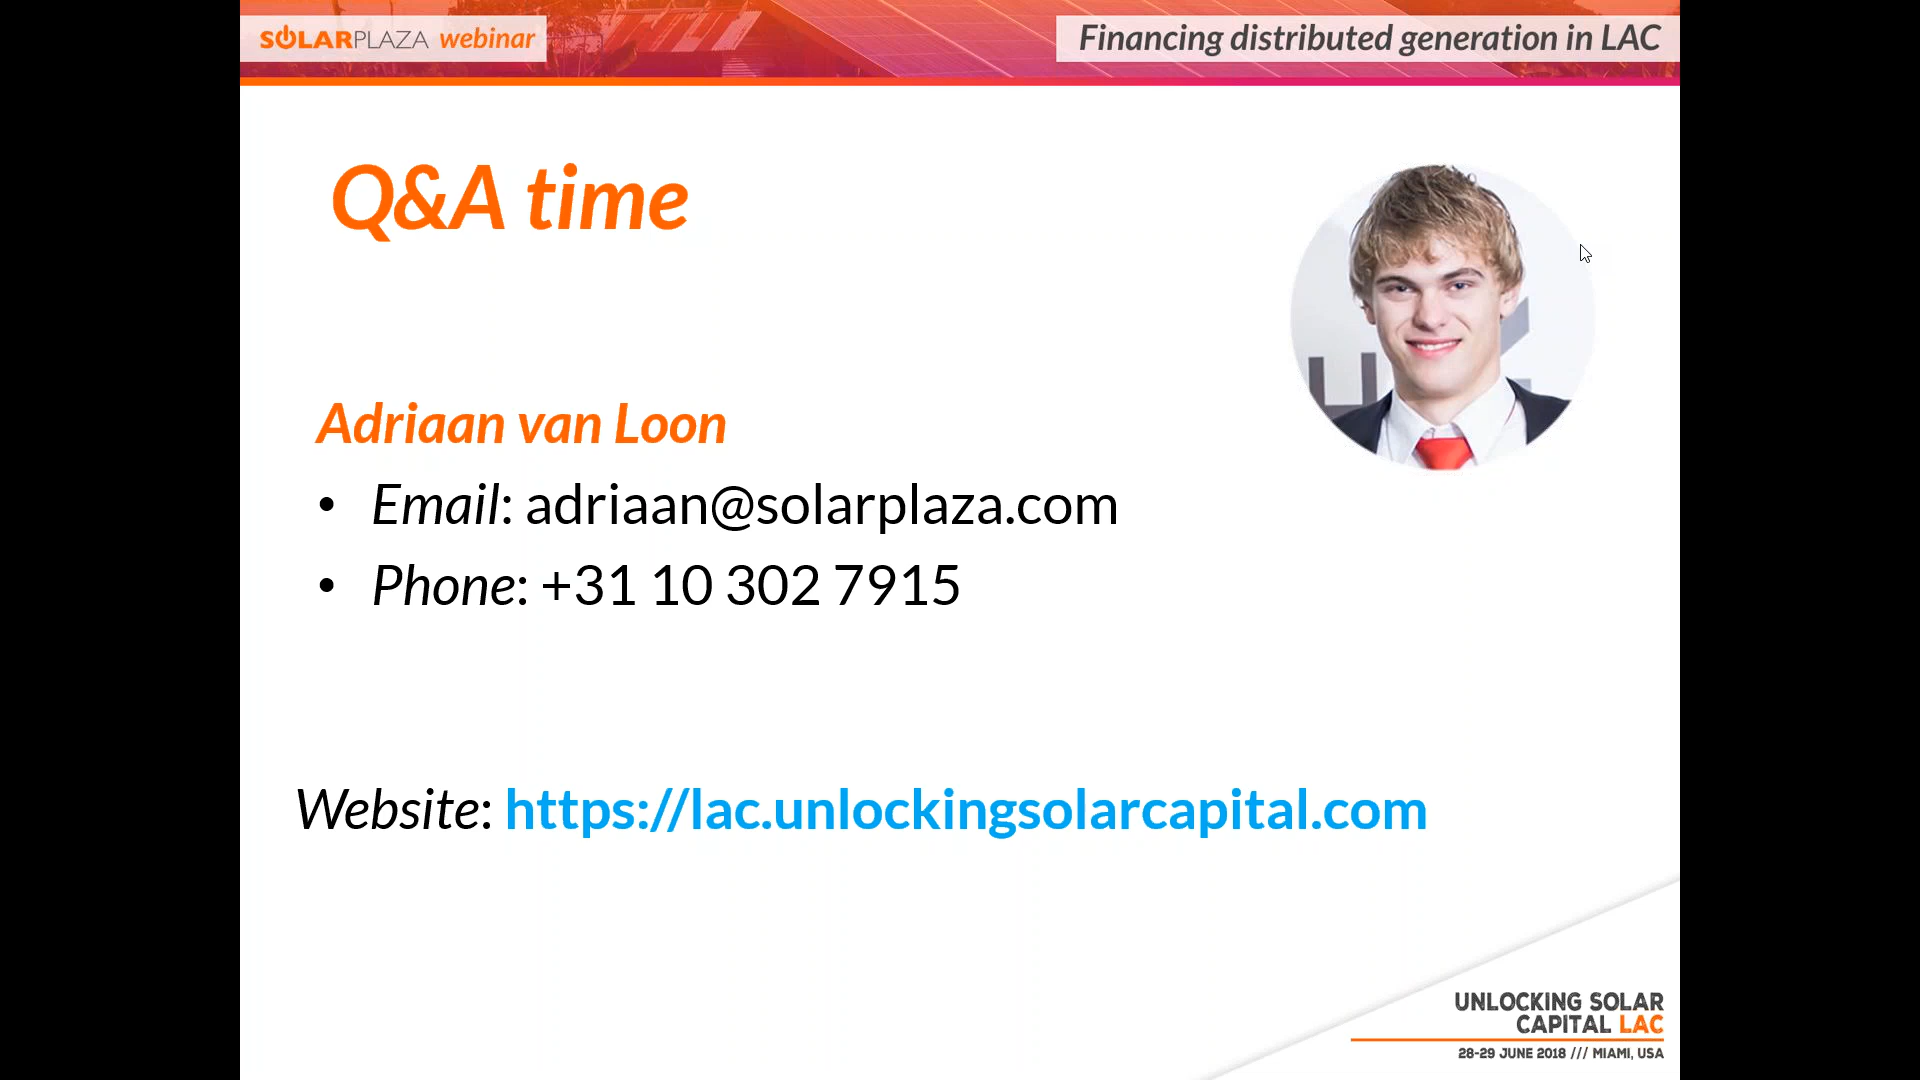 SOLARPLAZA webinar
Financing distributed generation in LAC
Q&A time
Adriaan van Loon
• Email: adriaan@solarplaza.com
• Phone: +31 10 302 7915
Website: https://lac.unlockingsolarcapital.com
UNLOCKING SOLAR
CAPITAL LAC
28-29 JUNE 2018 /// MIAMI, USA